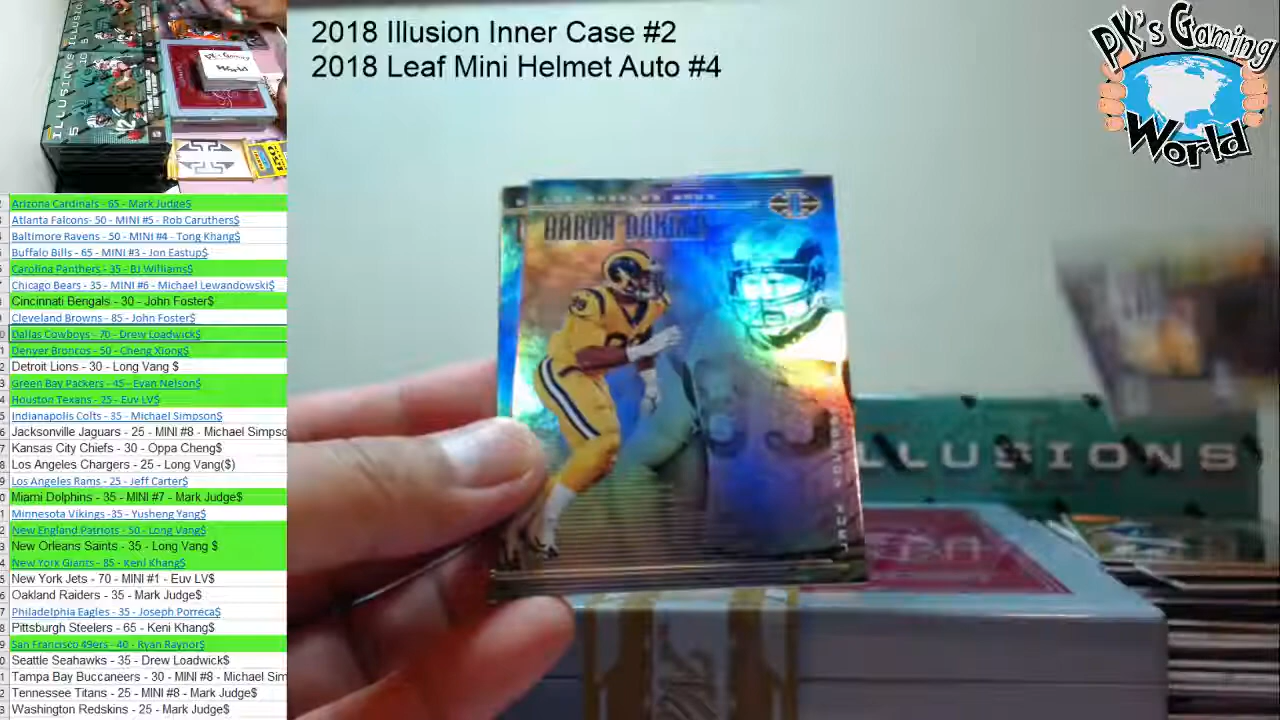 2018 Illusion Inner Case #2
2018 Leaf Mini Helmet Auto #4
PK's Gaming
World
ILLUSIONS
Arizona Cardinals - 65 - Mark Judge$
Atlanta Falcons- 50 - MINI #5 - Rob Caruthers$
Baltimore Ravens - 50 - MINI #4 - Tong Khang$
Buffalo Bills - 65 - MINI #3 - Jon Eastup$
Carolina Panthers - 35 - BJ Williams$
Chicago Bears - 35 - MINI #6 - Michael Lewandowski$
Cincinnati Bengals - 30 - John Foster$
Cleveland Browns - 85 - John Foster$
Dallas Cowboys - 70 - Drew Loadwick$
Denver Broncos - 50 - Cheng Xiong$
Detroit Lions - 30 - Long Vang $
Green Bay Packers - 45 - Evan Nelson$
Houston Texans - 25 - Euv LV$
Indianapolis Colts - 35 - Michael Simpson$
Jacksonville Jaguars - 25 - MINI #8 - Michael Simpso
Kansas City Chiefs - 30 - Oppa Cheng$
Los Angeles Chargers - 25 - Long Vang($)
Los Angeles Rams - 25 - Jeff Carter$
Miami Dolphins - 35 - MINI #7 - Mark Judge$
Minnesota Vikings -35 - Yusheng Yang$
New England Patriots - 50 - Long Vang$
New Orleans Saints - 35 - Long Vang $
New York Giants - 85 - Keni Khang$
New York Jets - 70 - MINI #1 - Euv LV$
Oakland Raiders - 35 - Mark Judge$
Philadelphia Eagles - 35 - Joseph Porreca$
Pittsburgh Steelers - 65 - Keni Khang$
San Francisco 49ers - 40 - Ryan Raynor$
Seattle Seahawks - 35 - Drew Loadwick$
Tampa Bay Buccaneers - 30 - MINI #8 - Michael Sim
Tennessee Titans - 25 - MINI #8 - Mark Judge$
Washington Redskins - 25 - Mark Judge$
AARON DONALD
LLUSIONS